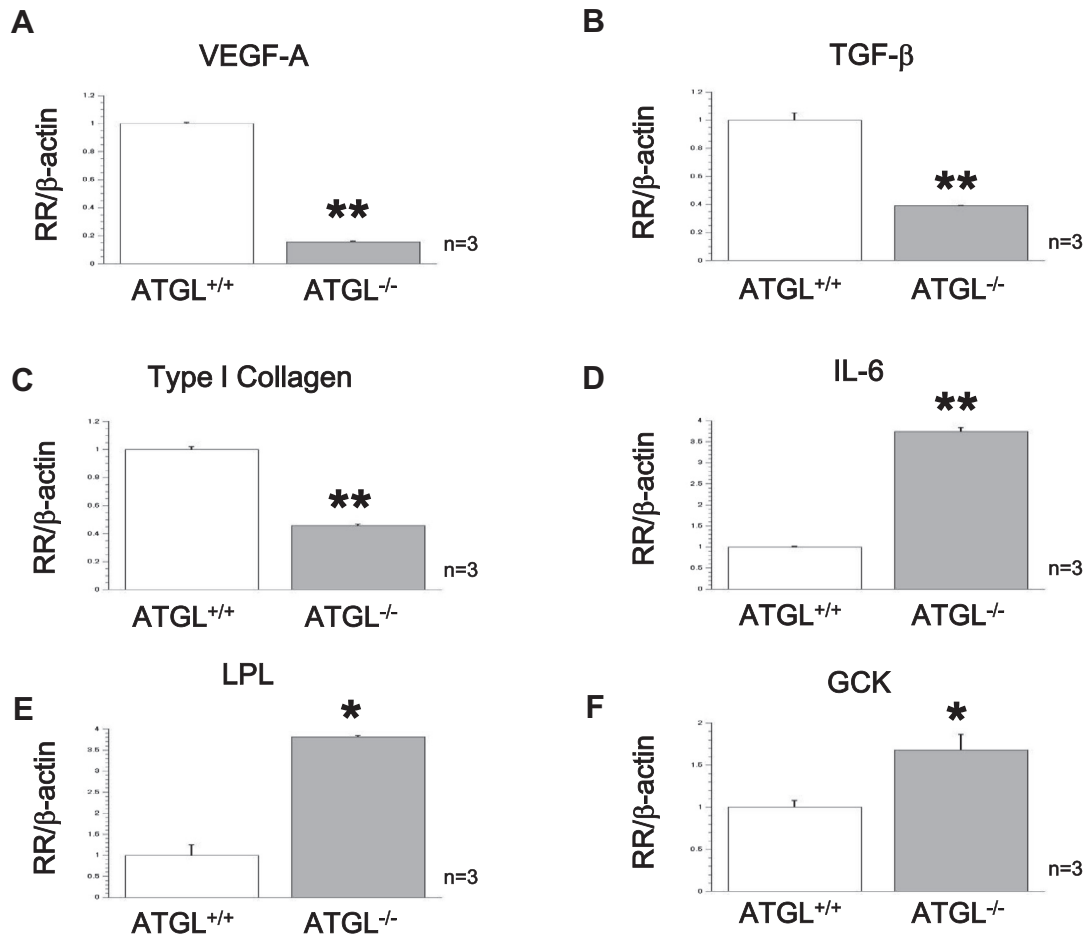 A
VEGF-A
RR/β-actin
1.2
1
0.8
0.6
0.4
0.2
0
**
n=3
ATGL+/+ ATGL-/-
B
TGF-β
RR/β-actin
1.2
1
0.8
0.6
0.4
0.2
0
**
n=3
ATGL+/+ ATGL-/-
C
Type I Collagen
RR/β-actin
1.2
1
0.8
0.6
0.4
0.2
0
**
n=3
ATGL+/+ ATGL-/-
D
IL-6
RR/β-actin
4
3.5
3
2.5
2
1.5
1
0.5
0
**
n=3
ATGL+/+ ATGL-/-
E
LPL
RR/β-actin
4
3.5
3
2.5
2
1.5
1
0.5
0
*
n=3
ATGL+/+ ATGL-/-
F
GCK
RR/β-actin
2
1.5
1
0.5
0
*
n=3
ATGL+/+ ATGL-/-